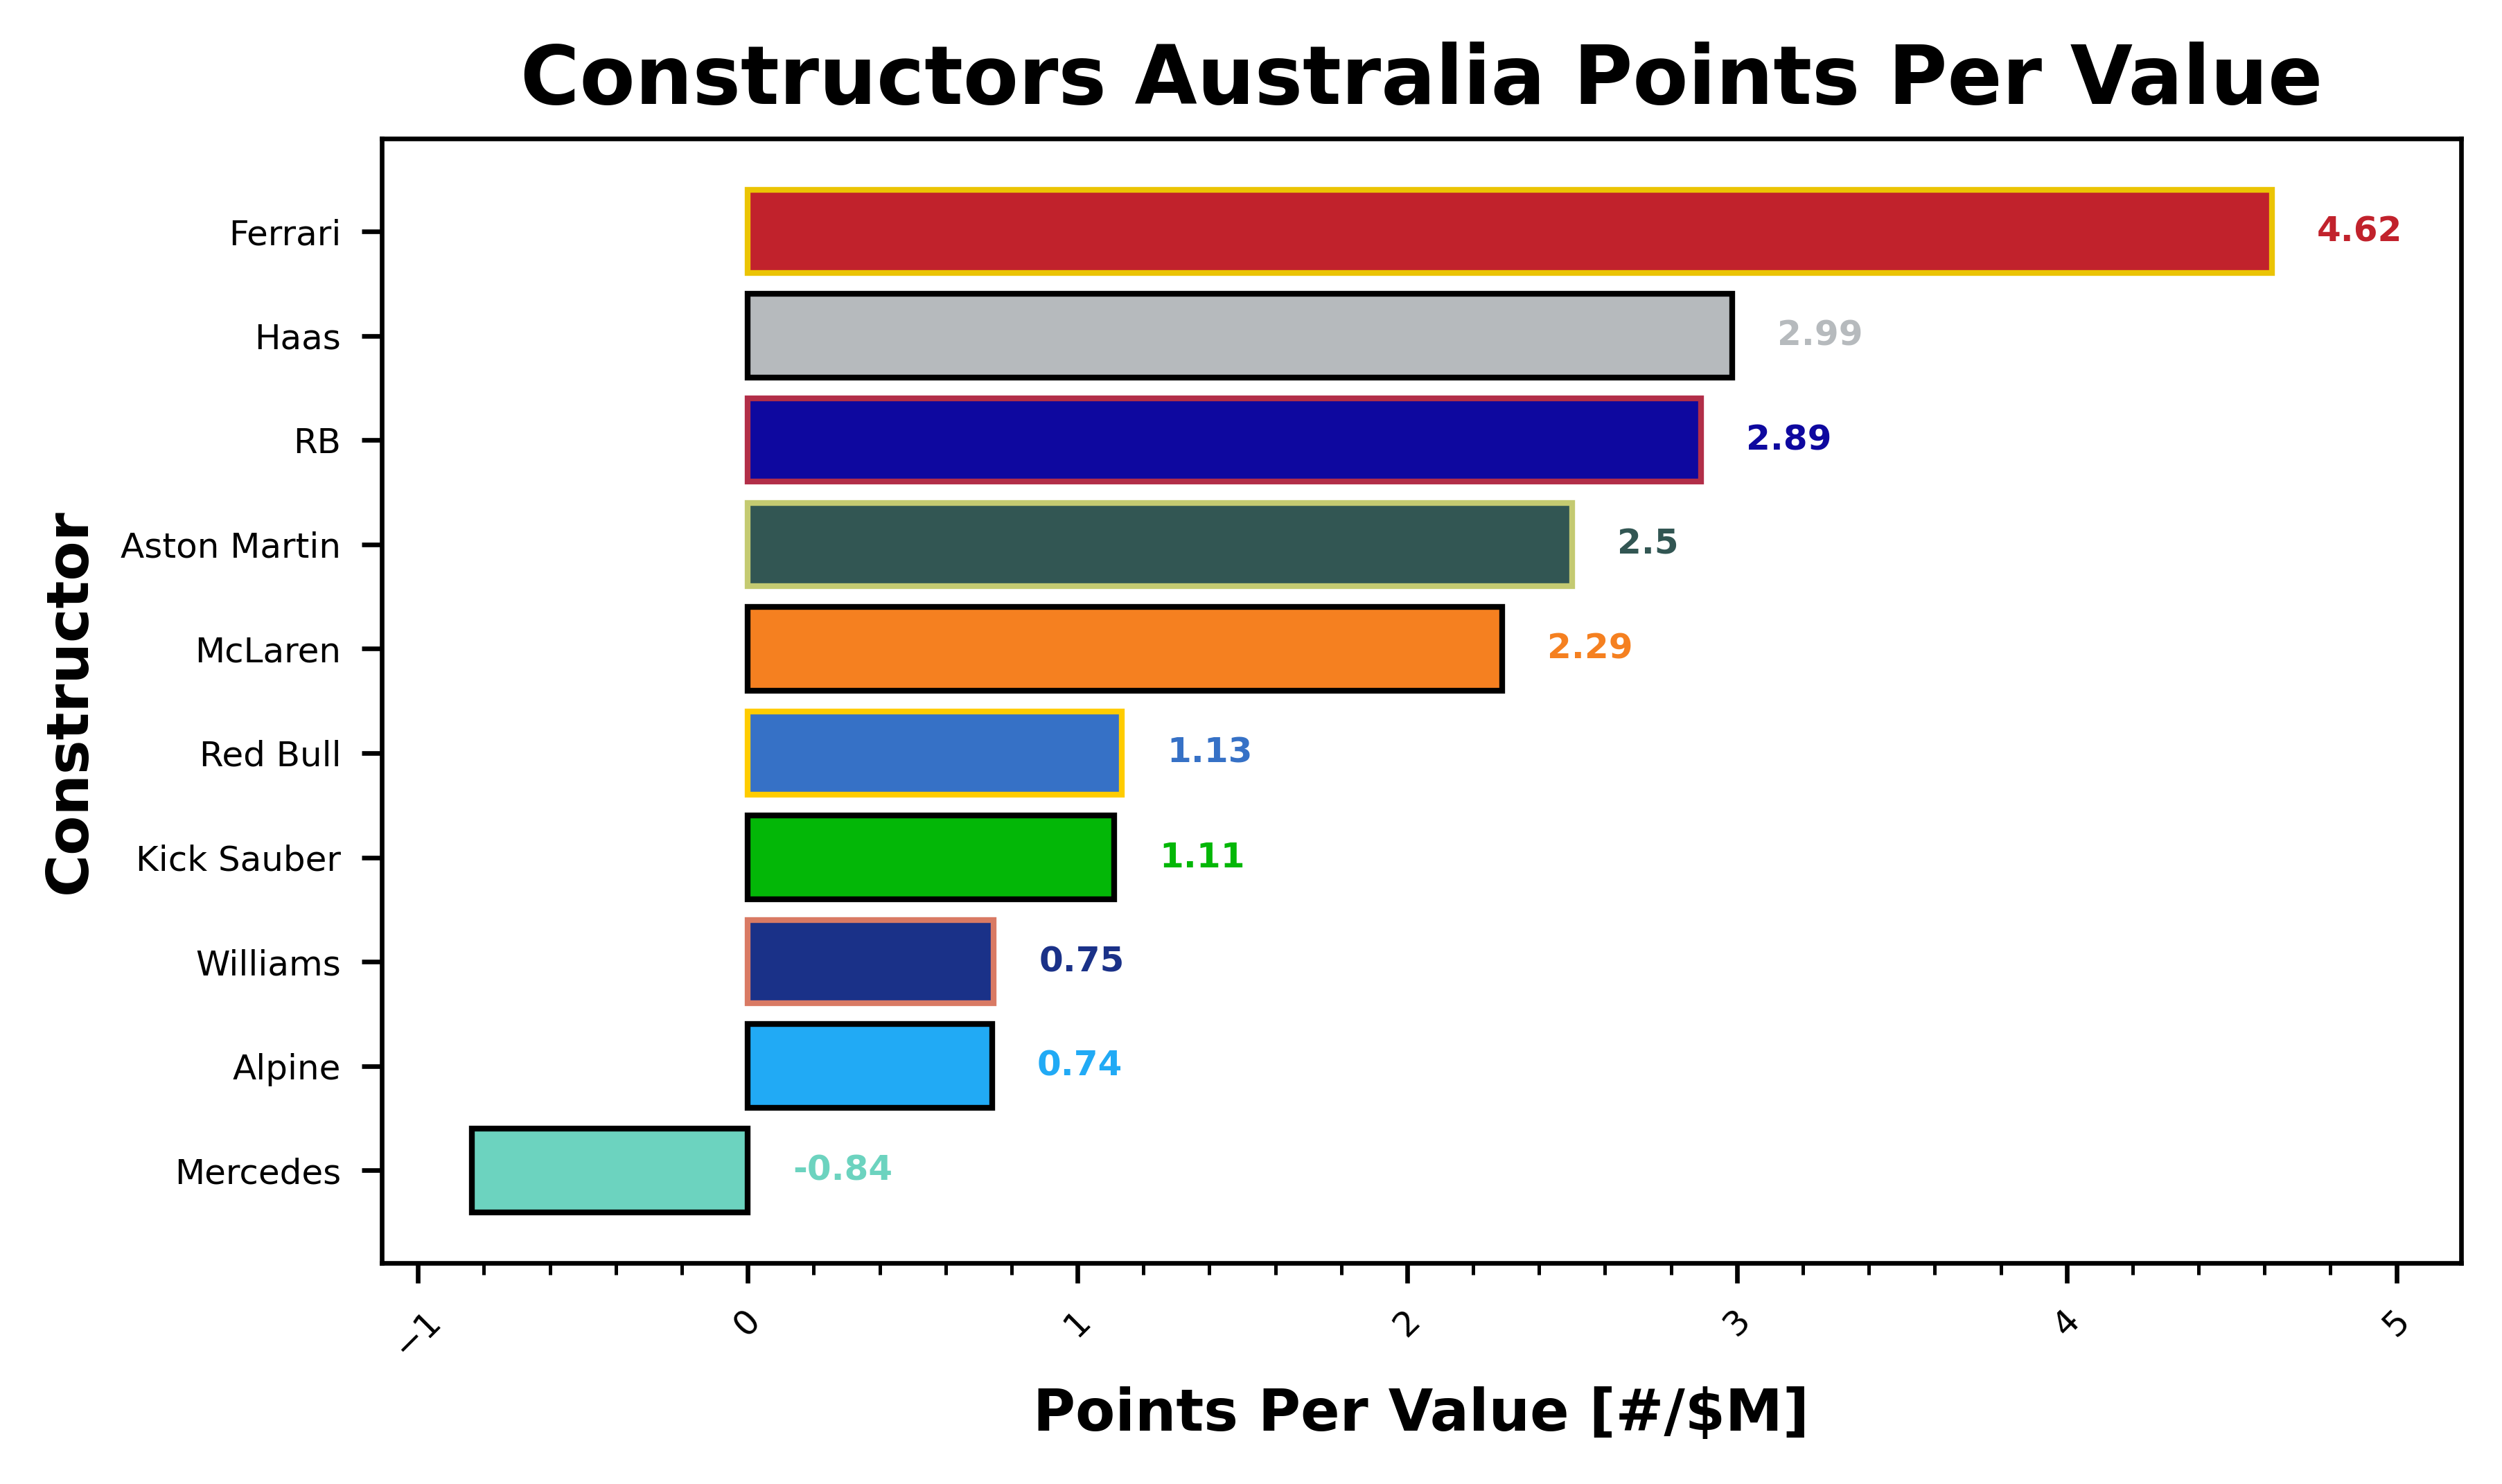 Constructors Australia Points Per Value
Constructor
Ferrari 4.62
Haas 2.99
RB 2.89
Aston Martin 2.5
McLaren 2.29
Red Bull 1.13
Kick Sauber 1.11
Williams 0.75
Alpine 0.74
Mercedes -0.84
−1 0 1 2 3 4 5
Points Per Value [#/$M]